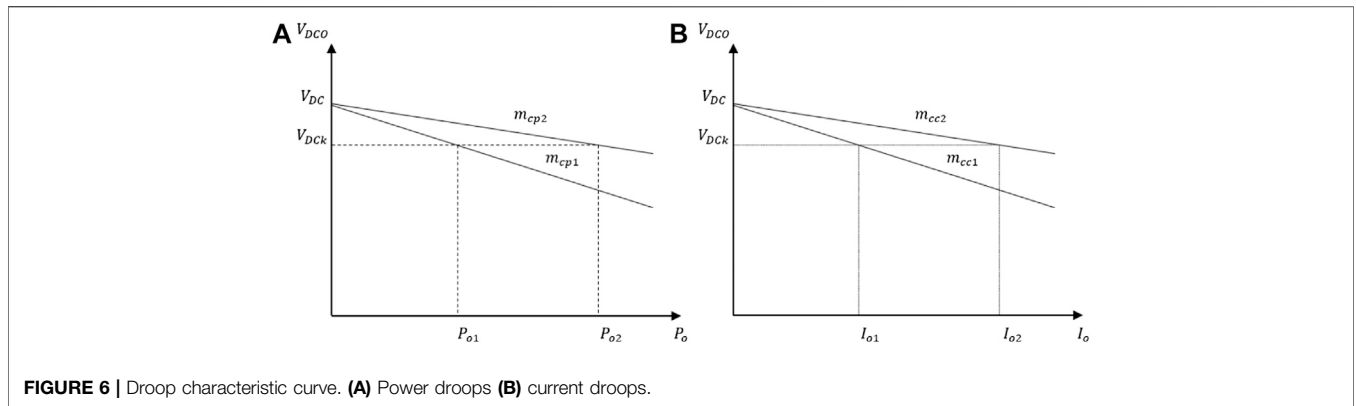 A
V_DCO
V_DC
V_DCk
m_cp2
m_cp1
P_o1
P_o2
P_o
B
V_DCO
V_DC
V_DCk
m_cc2
m_cc1
I_o1
I_o2
I_o
FIGURE 6 | Droop characteristic curve. (A) Power droops (B) current droops.